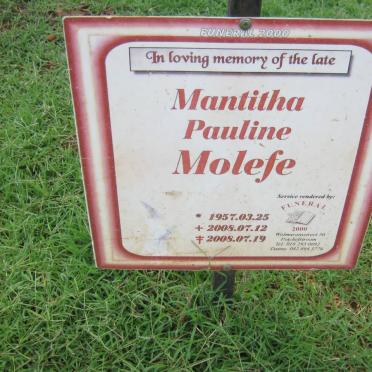 FUNERAL 2000
In loving memory of the late
Mantitha
Pauline
Molefe
* 1957.03.25
+ 2008.07.12
‡ 2008.07.19
Service rendered by:
FUNERAL
2000
Potchefstroom